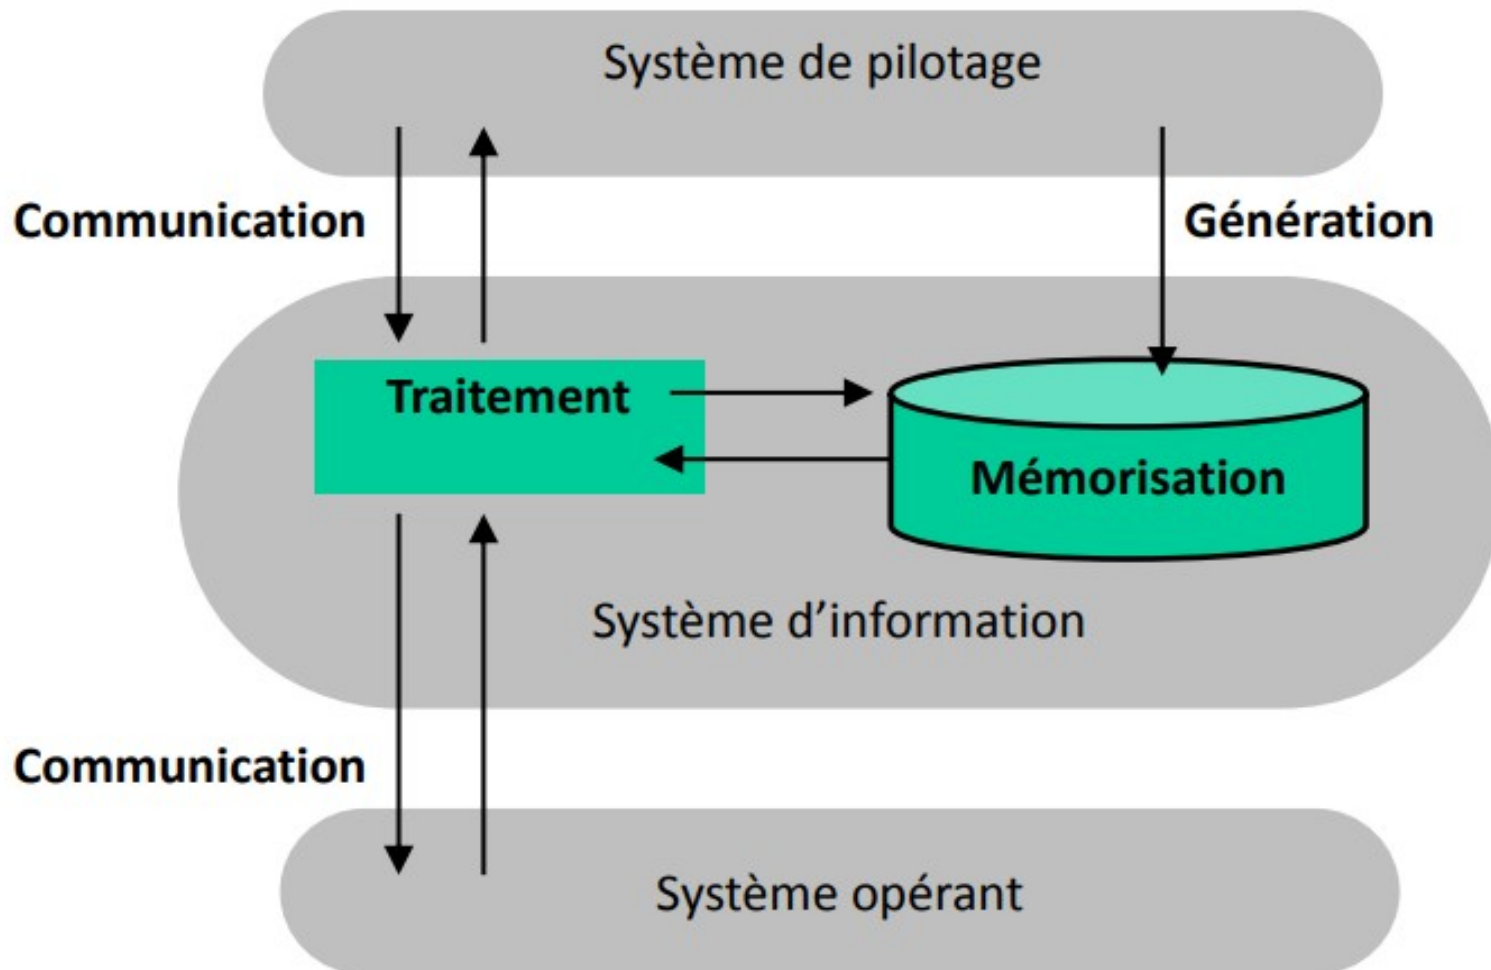 Système de pilotage
Communication
Génération
Traitement
Mémorisation
Système d’information
Communication
Système opérant